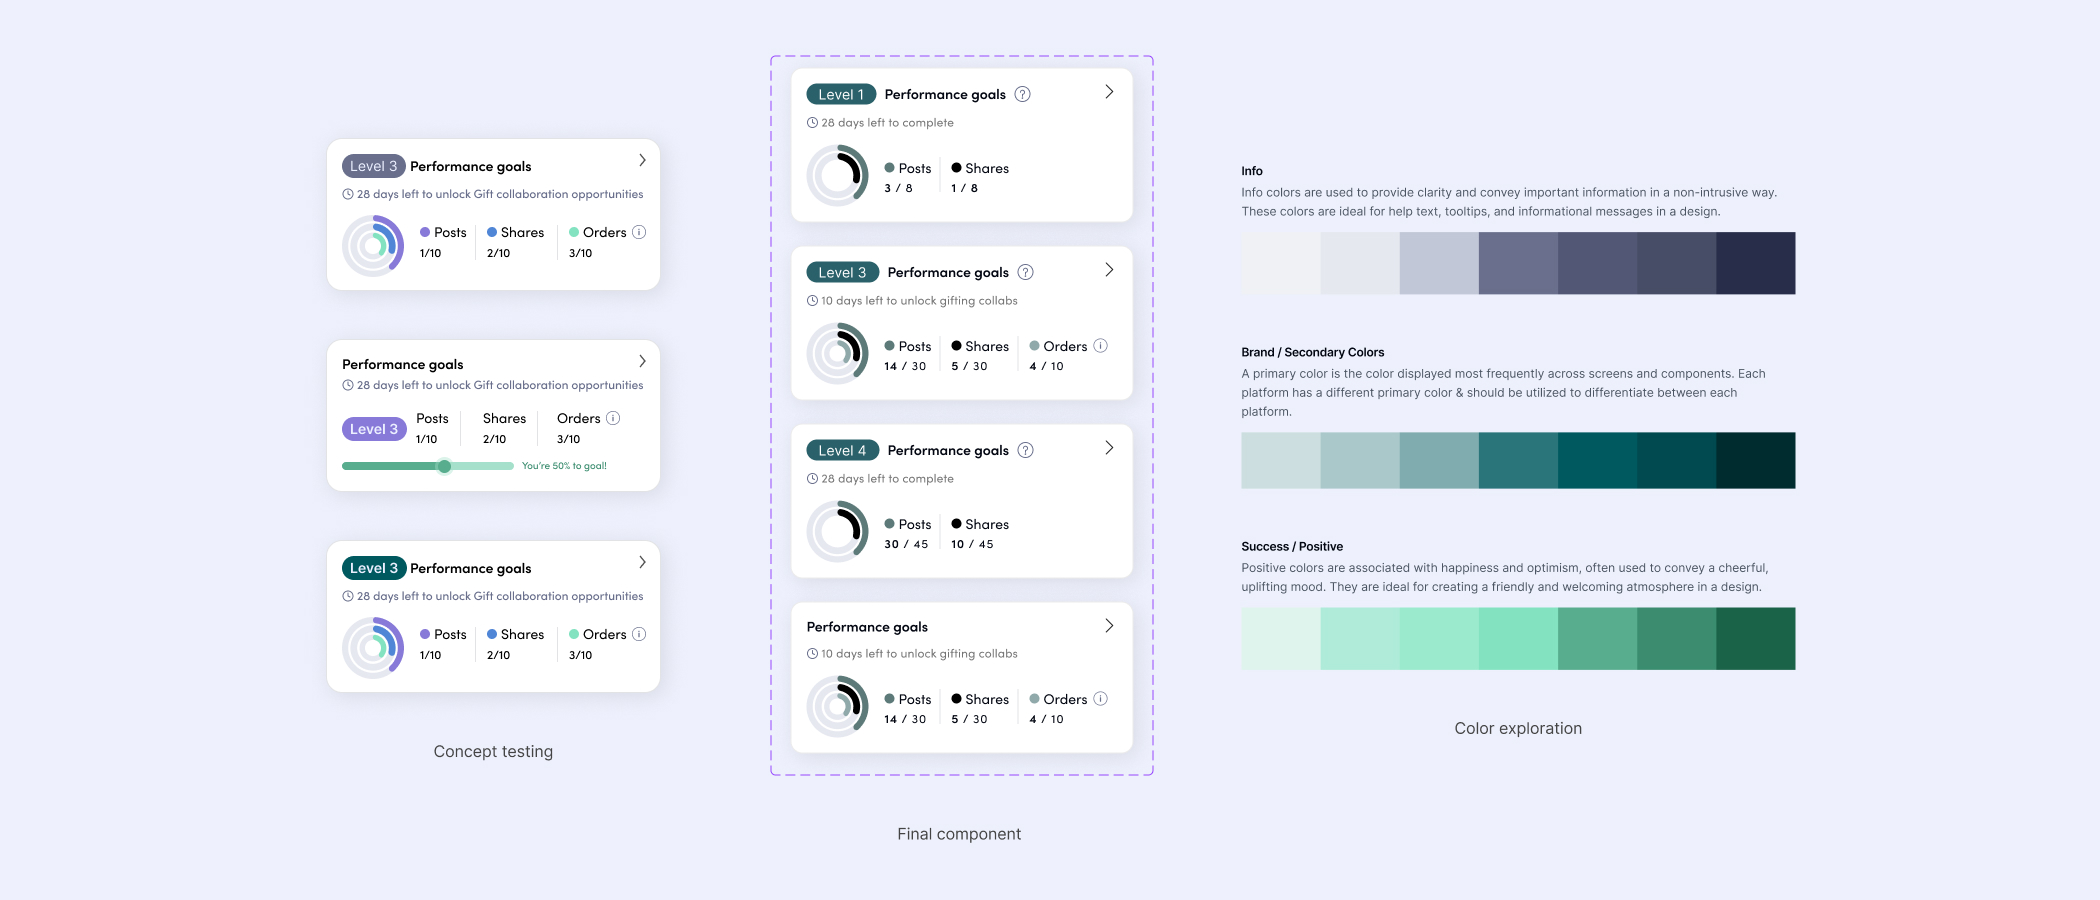 Level 3 Performance goals
28 days left to unlock Gift collaboration opportunities
Posts Shares Orders
1/10 2/10 3/10
Performance goals
28 days left to unlock Gift collaboration opportunities
Level 3
Posts Shares Orders
1/10 2/10 3/10
You're 50% to goal!
Level 3 Performance goals
28 days left to unlock Gift collaboration opportunities
Posts Shares Orders
1/10 2/10 3/10
Concept testing
Level 1 Performance goals ?
28 days left to complete
Posts Shares
3 / 8 1 / 8
Level 3 Performance goals ?
10 days left to unlock gifting collabs
Posts Shares Orders
14 / 30 5 / 30 4 / 10
Level 4 Performance goals ?
28 days left to complete
Posts Shares
30 / 45 10 / 45
Performance goals
10 days left to unlock gifting collabs
Posts Shares Orders
14 / 30 5 / 30 4 / 10
Final component
Info
Info colors are used to provide clarity and convey important information in a non-intrusive way.
These colors are ideal for help text, tooltips, and informational messages in a design.
Brand / Secondary Colors
A primary color is the color displayed most frequently across screens and components. Each
platform has a different primary color & should be utilized to differentiate between each
platform.
Success / Positive
Positive colors are associated with happiness and optimism, often used to convey a cheerful,
uplifting mood. They are ideal for creating a friendly and welcoming atmosphere in a design.
Color exploration